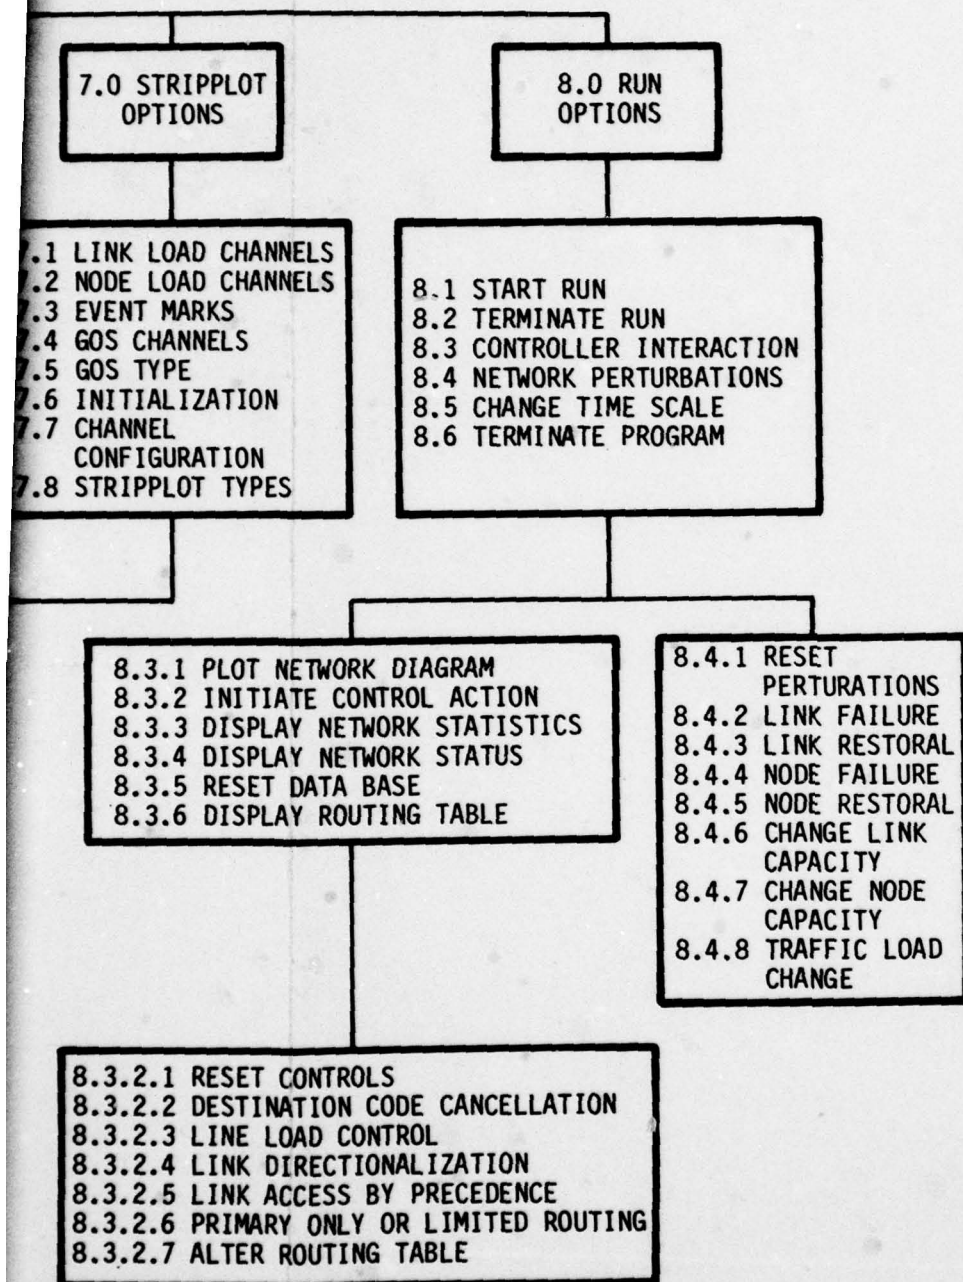 7.0 STRIPPLOT
OPTIONS
8.0 RUN
OPTIONS
7.1 LINK LOAD CHANNELS
7.2 NODE LOAD CHANNELS
7.3 EVENT MARKS
7.4 GOS CHANNELS
7.5 GOS TYPE
7.6 INITIALIZATION
7.7 CHANNEL
CONFIGURATION
7.8 STRIPPLOT TYPES
8.1 START RUN
8.2 TERMINATE RUN
8.3 CONTROLLER INTERACTION
8.4 NETWORK PERTURBATIONS
8.5 CHANGE TIME SCALE
8.6 TERMINATE PROGRAM
8.3.1 PLOT NETWORK DIAGRAM
8.3.2 INITIATE CONTROL ACTION
8.3.3 DISPLAY NETWORK STATISTICS
8.3.4 DISPLAY NETWORK STATUS
8.3.5 RESET DATA BASE
8.3.6 DISPLAY ROUTING TABLE
8.4.1 RESET
PERTURATIONS
8.4.2 LINK FAILURE
8.4.3 LINK RESTORAL
8.4.4 NODE FAILURE
8.4.5 NODE RESTORAL
8.4.6 CHANGE LINK
CAPACITY
8.4.7 CHANGE NODE
CAPACITY
8.4.8 TRAFFIC LOAD
CHANGE
8.3.2.1 RESET CONTROLS
8.3.2.2 DESTINATION CODE CANCELLATION
8.3.2.3 LINE LOAD CONTROL
8.3.2.4 LINK DIRECTIONALIZATION
8.3.2.5 LINK ACCESS BY PRECEDENCE
8.3.2.6 PRIMARY ONLY OR LIMITED ROUTING
8.3.2.7 ALTER ROUTING TABLE